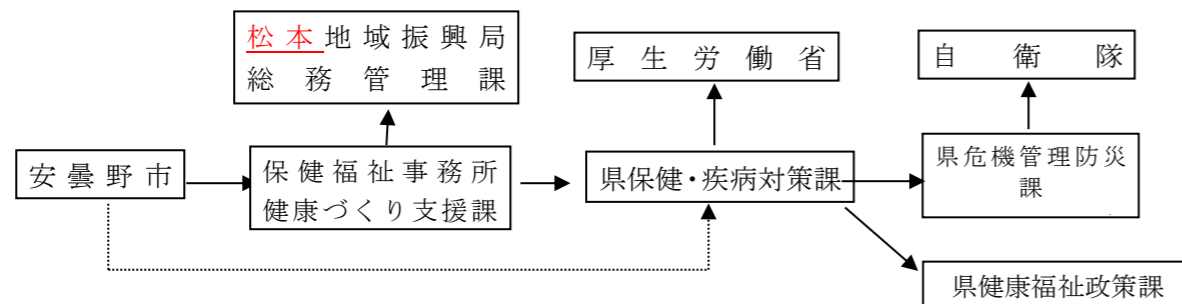 松本地域振興局
総務管理課
厚生労働省
自衛隊
安曇野市
保健福祉事務所
健康づくり支援課
県保健・疾病対策課
県危機管理防災
課
県健康福祉政策課